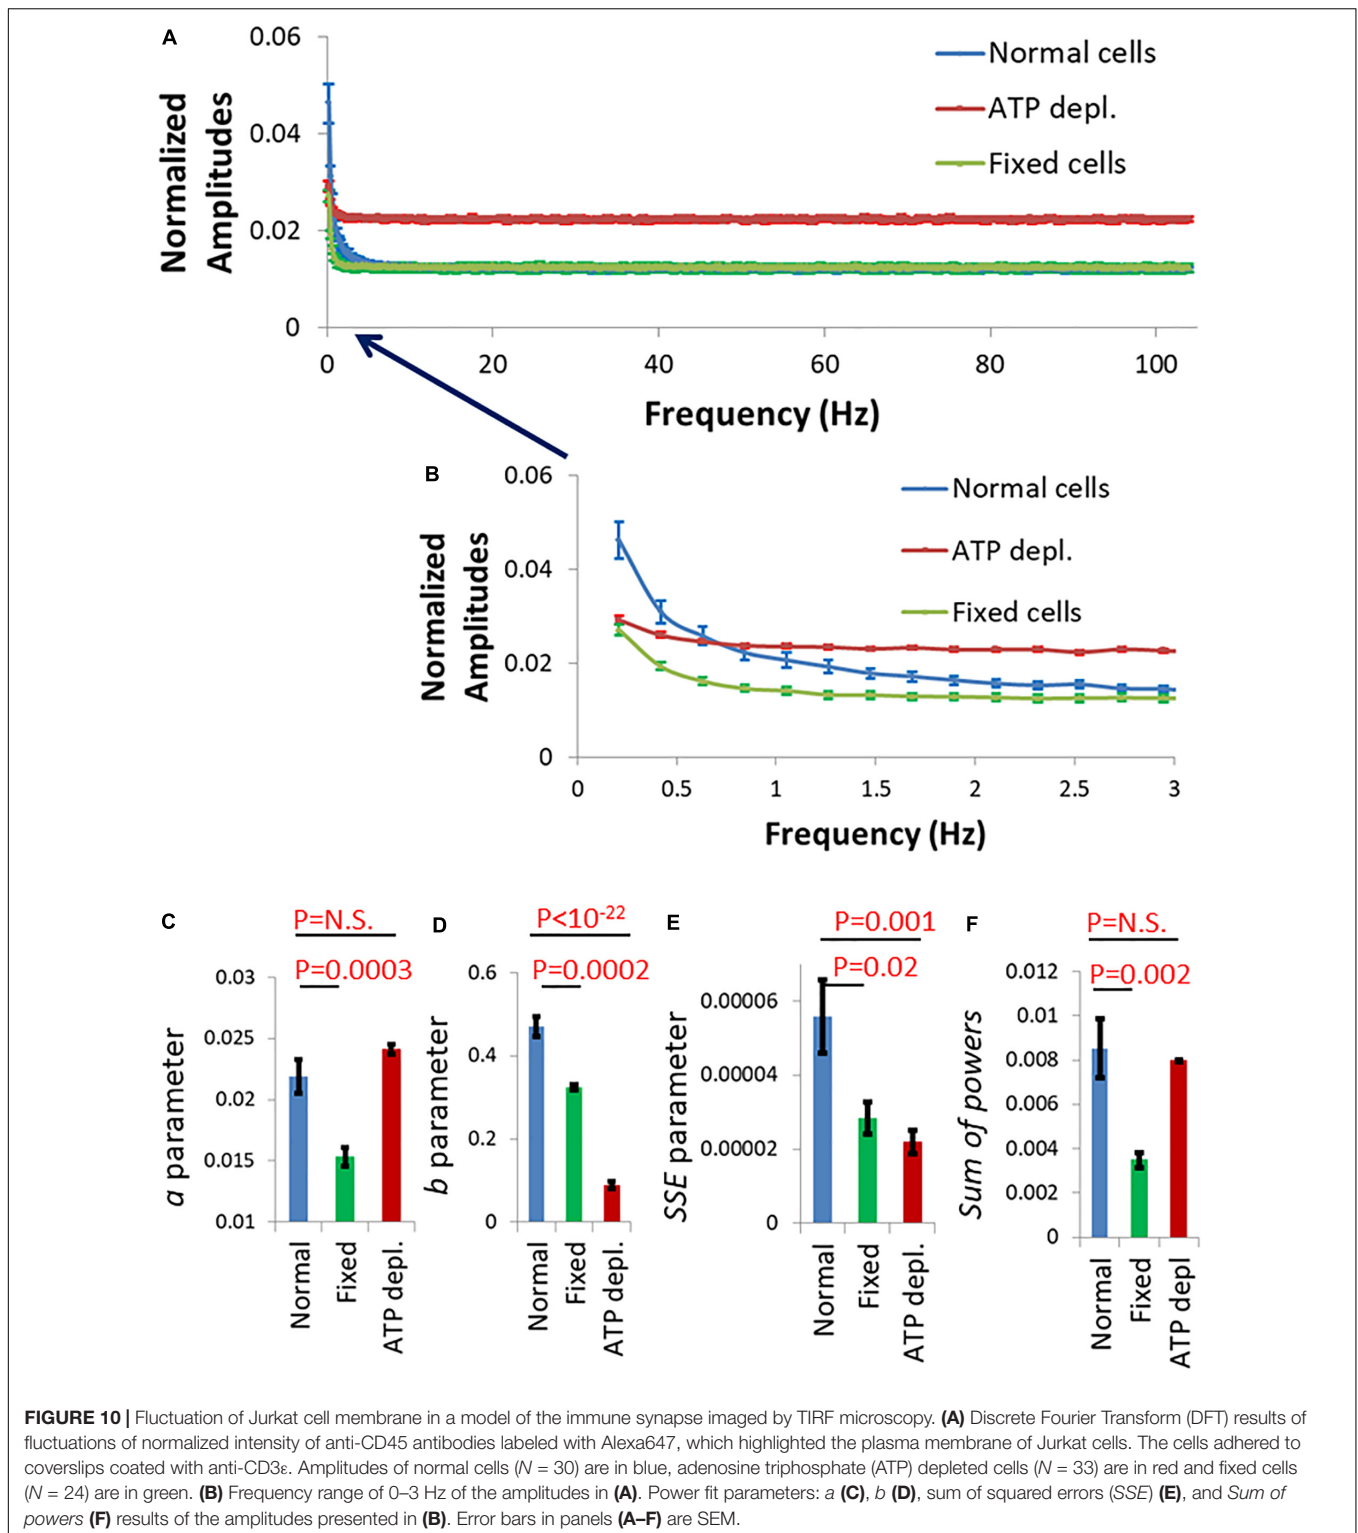 A
0.06
0.04
0.02
0
Normalized
Amplitudes
Normal cells
ATP depl.
Fixed cells
0 20 40 60 80 100
Frequency (Hz)
B
0.06
0.04
0.02
0
Normalized
Amplitudes
Normal cells
ATP depl.
Fixed cells
0 0.5 1 1.5 2 2.5 3
Frequency (Hz)
C
P=N.S.
P=0.0003
0.03
0.025
0.02
0.015
0.01
a parameter
Normal
Fixed
ATP depl.
D
P<10-22
P=0.0002
0.6
0.4
0.2
0
b parameter
Normal
Fixed
ATP depl.
E
P=0.001
P=0.02
0.00006
0.00004
0.00002
0
SSE parameter
Normal
Fixed
ATP depl.
F
P=N.S.
P=0.002
0.012
0.01
0.008
0.006
0.004
0.002
0
Sum of powers
Normal
Fixed
ATP depl
FIGURE 10 | Fluctuation of Jurkat cell membrane in a model of the immune synapse imaged by TIRF microscopy. (A) Discrete Fourier Transform (DFT) results of
fluctuations of normalized intensity of anti-CD45 antibodies labeled with Alexa647, which highlighted the plasma membrane of Jurkat cells. The cells adhered to
coverslips coated with anti-CD3ε. Amplitudes of normal cells (N = 30) are in blue, adenosine triphosphate (ATP) depleted cells (N = 33) are in red and fixed cells
(N = 24) are in green. (B) Frequency range of 0–3 Hz of the amplitudes in (A). Power fit parameters: a (C), b (D), sum of squared errors (SSE) (E), and Sum of
powers (F) results of the amplitudes presented in (B). Error bars in panels (A–F) are SEM.